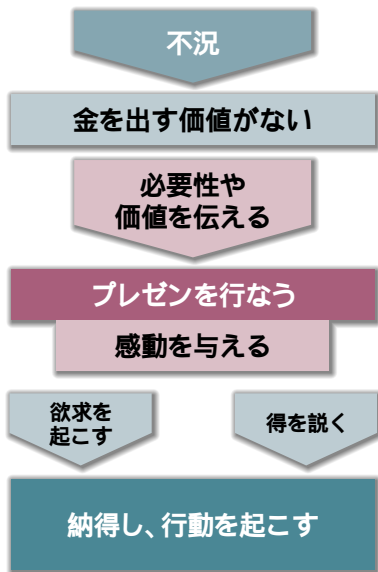 不況
金を出す価値がない
必要性や
価値を伝える
プレゼンを行なう
感動を与える
欲求を
起こす
得を説く
納得し、行動を起こす